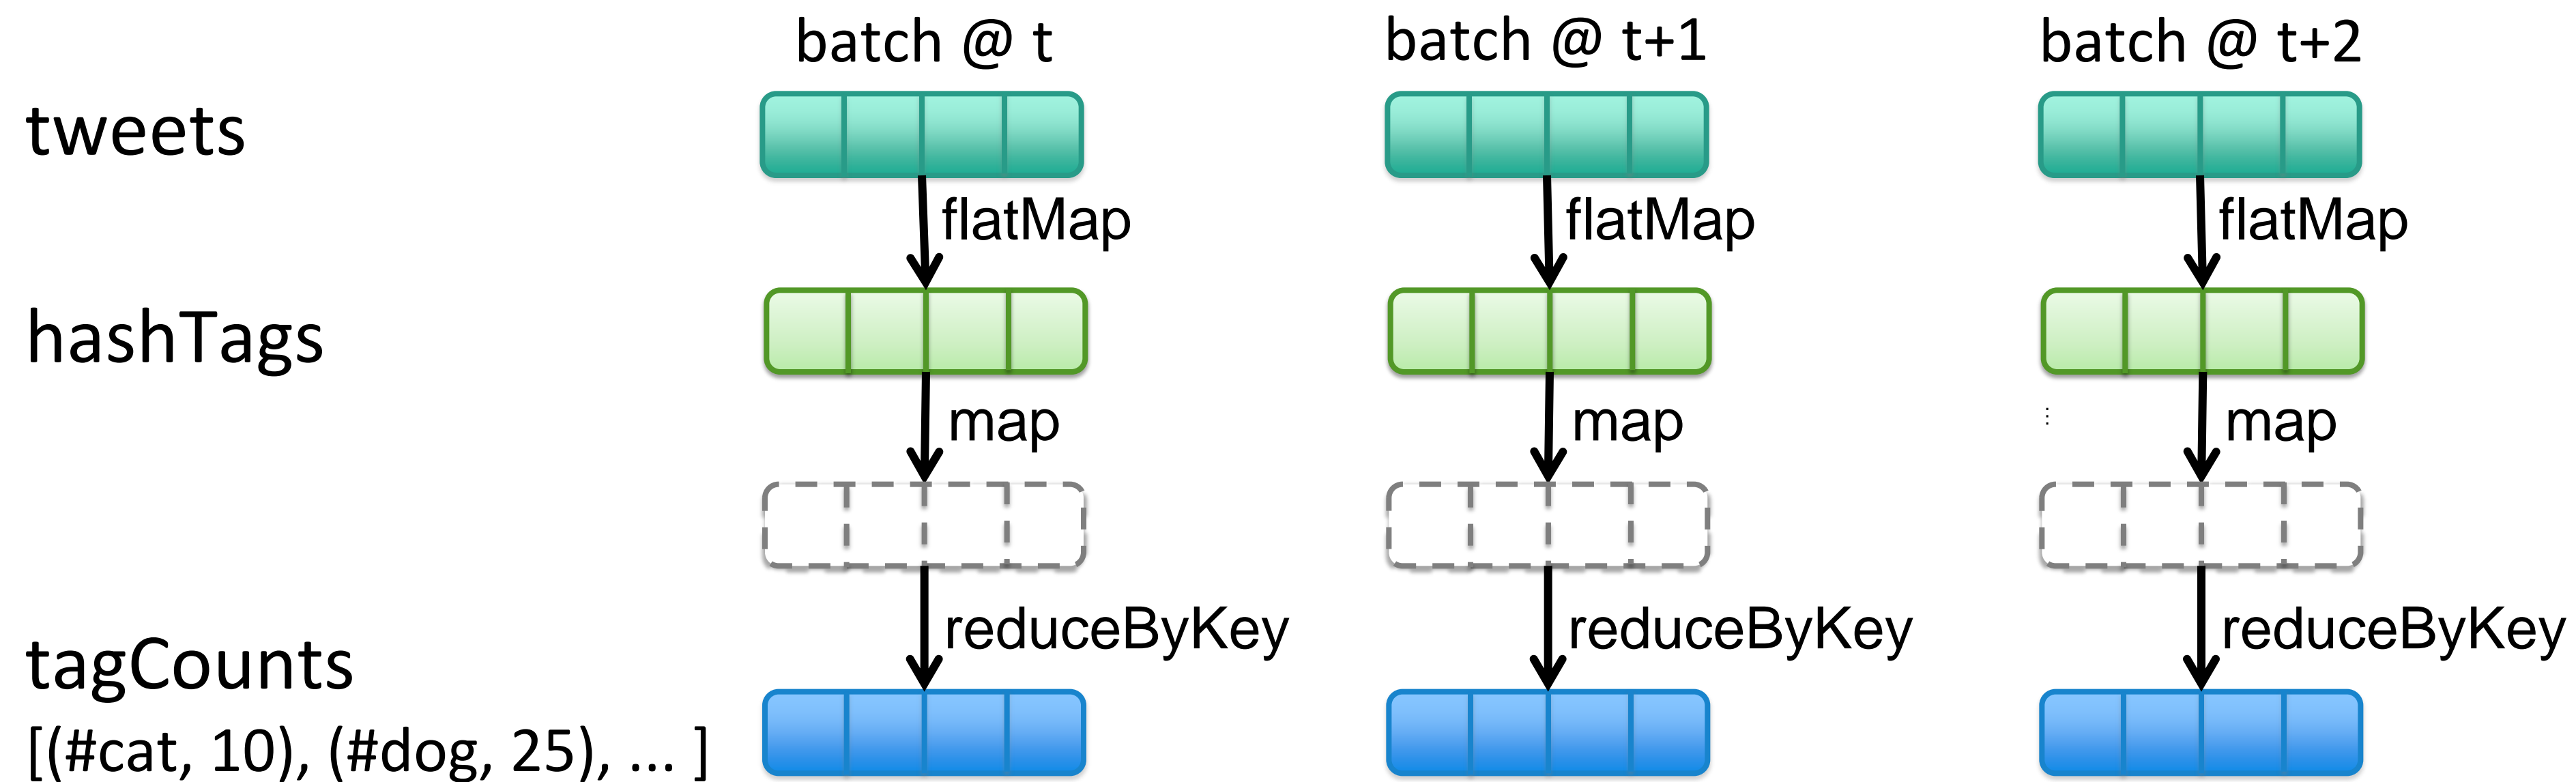 batch @ t
batch @ t+1
batch @ t+2
tweets
flatMap
flatMap
flatMap
hashTags
map
map
⋮
map
reduceByKey
reduceByKey
reduceByKey
tagCounts
[(#cat, 10), (#dog, 25), ... ]